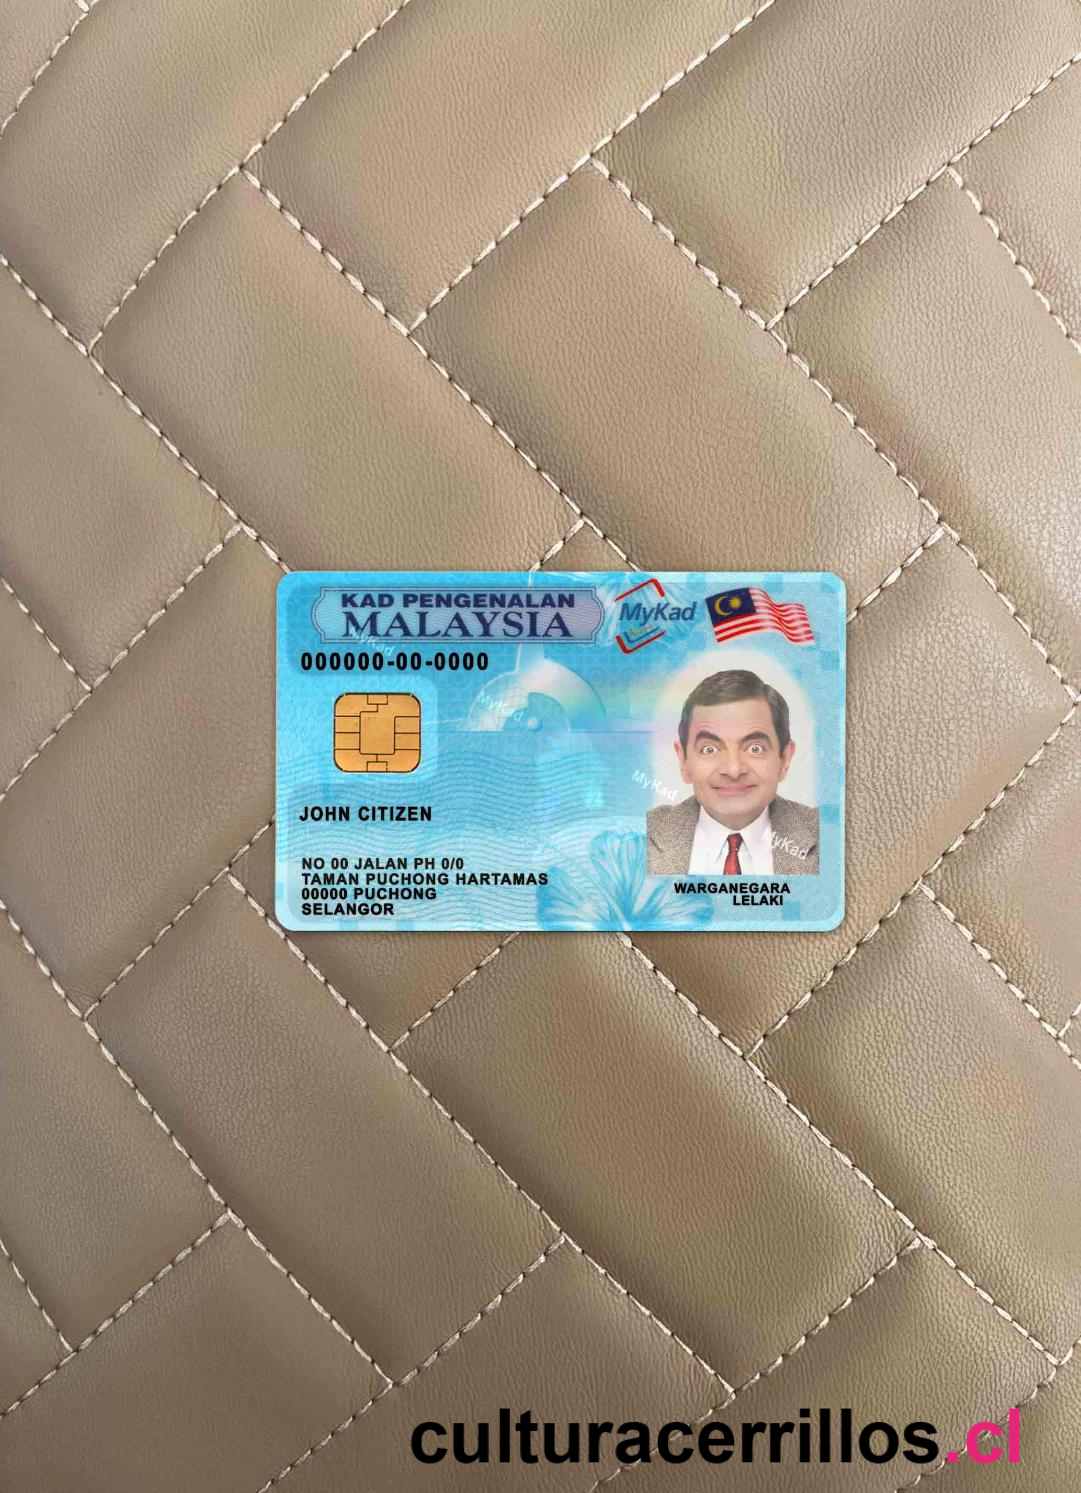 KAD PENGENALAN
MALAYSIA
MyKad
000000-00-0000
MyKad
MyKad
MyKad
MyKad
JOHN CITIZEN
NO 00 JALAN PH 0/0
TAMAN PUCHONG HARTAMAS
00000 PUCHONG
SELANGOR
WARGANEGARA
LELAKI
culturacerrillos.cl